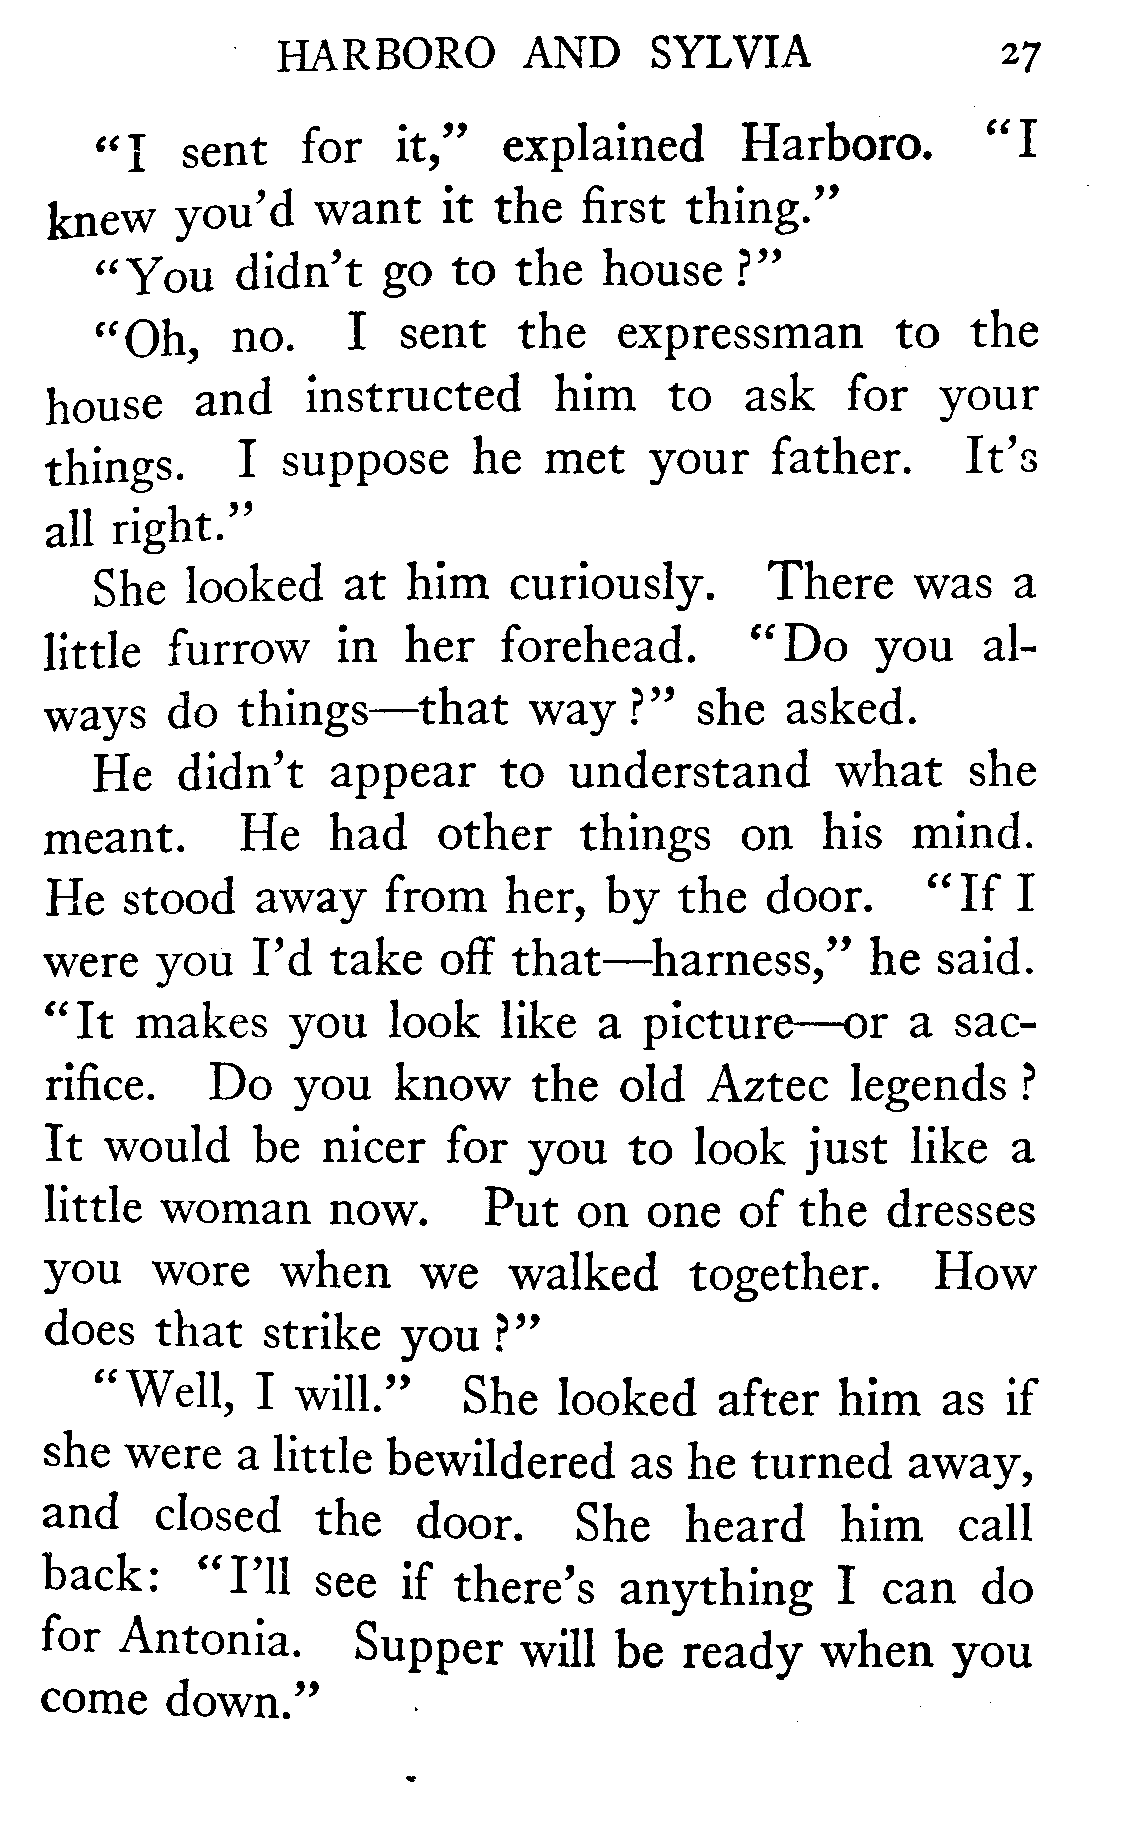 HARBORO AND SYLVIA 27
“I sent for it,” explained Harboro. “I
knew you’d want it the first thing.”
“You didn’t go to the house?”
“Oh, no. I sent the expressman to the
house and instructed him to ask for your
things. I suppose he met your father. It’s
all right.”
She looked at him curiously. There was a
little furrow in her forehead. “Do you al-
ways do things—that way?” she asked.
He didn’t appear to understand what she
meant. He had other things on his mind.
He stood away from her, by the door. “If I
were you I’d take off that—harness,” he said.
“It makes you look like a picture—or a sac-
rifice. Do you know the old Aztec legends?
It would be nicer for you to look just like a
little woman now. Put on one of the dresses
you wore when we walked together. How
does that strike you?”
“Well, I will.” She looked after him as if
she were a little bewildered as he turned away,
and closed the door. She heard him call
back: “I’ll see if there’s anything I can do
for Antonia. Supper will be ready when you
come down.”